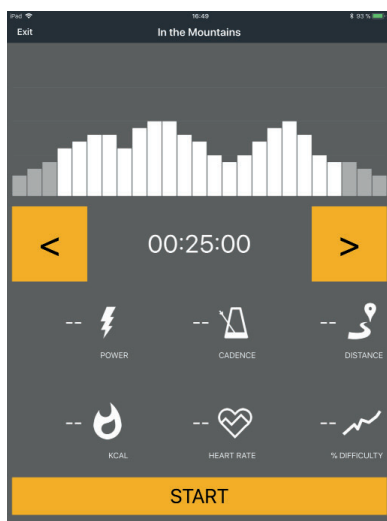 iPad 16:49 93 %
Exit In the Mountains
< 00:25:00 >
-- -- --
POWER CADENCE DISTANCE
-- -- --
KCAL HEART RATE % DIFFICULTY
START